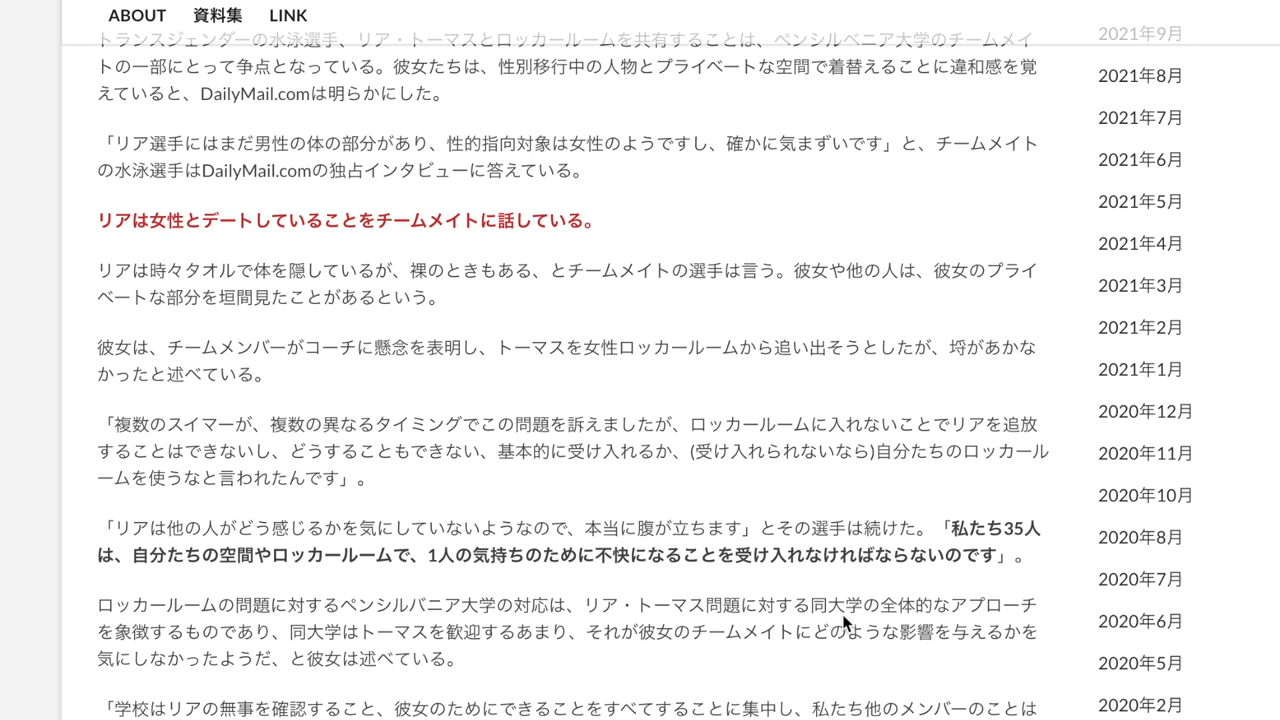 ABOUT 資料集 LINK
トランスジェンダーの水泳選手、リア・トーマスとロッカールームを共有することは、ペンシルベニア大学のチームメイ
トの一部にとって争点となっている。彼女たちは、性別移行中の人物とプライベートな空間で着替えることに違和感を覚
えていると、DailyMail.comは明らかにした。
「リア選手にはまだ男性の体の部分があり、性的指向対象は女性のようですし、確かに気まずいです」と、チームメイト
の水泳選手はDailyMail.comの独占インタビューに答えている。
リアは女性とデートしていることをチームメイトに話している。
リアは時々タオルで体を隠しているが、裸のときもある、とチームメイトの選手は言う。彼女や他の人は、彼女のプライ
ベートな部分を垣間見たことがあるという。
彼女は、チームメンバーがコーチに懸念を表明し、トーマスを女性ロッカールームから追い出そうとしたが、埒があかな
かったと述べている。
「複数のスイマーが、複数の異なるタイミングでこの問題を訴えましたが、ロッカールームに入れないことでリアを追放
することはできないし、どうすることもできない、基本的に受け入れるか、(受け入れられないなら)自分たちのロッカール
ームを使うなと言われたんです」。
「リアは他の人がどう感じるかを気にしていないようなので、本当に腹が立ちます」とその選手は続けた。「私たち35人
は、自分たちの空間やロッカールームで、1人の気持ちのために不快になることを受け入れなければならないのです」。
ロッカールームの問題に対するペンシルバニア大学の対応は、リア・トーマス問題に対する同大学の全体的なアプローチ
を象徴するものであり、同大学はトーマスを歓迎するあまり、それが彼女のチームメイトにどのような影響を与えるかを
気にしなかったようだ、と彼女は述べている。
「学校はリアの無事を確認すること、彼女のためにできることをすべてすることに集中し、私たち他のメンバーのことは
2021年9月
2021年8月
2021年7月
2021年6月
2021年5月
2021年4月
2021年3月
2021年2月
2021年1月
2020年12月
2020年11月
2020年10月
2020年8月
2020年7月
2020年6月
2020年5月
2020年2月